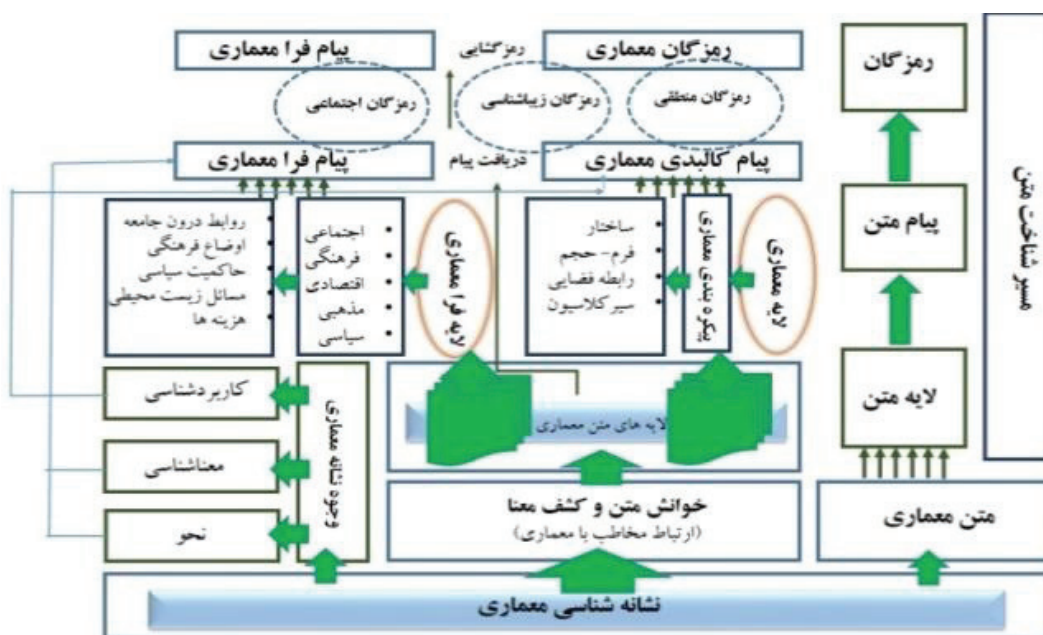 مسیر شناخت متن
رمزگان
پیام متن
لایه متن
متن معماری
رمزگان معماری
رمزگشایی
پیام فرا معماری
رمزگان منطقی
رمزگان زیباشناسی
رمزگان اجتماعی
پیام کالبدی معماری
دریافت پیام
پیام فرا معماری
لایه معماری
پیکره بندی معماری
• ساختار
• فرم- حجم
• رابطه فضایی
• سیرکلاسیون
لایه فرا معماری
• اجتماعی
• فرهنگی
• اقتصادی
• مذهبی
• سیاسی
• روابط درون جامعه
• اوضاع فرهنگی
• حاکمیت سیاسی
• مسائل زیست محیطی
• هزینه ها
لایه های متن معماری
خوانش متن و کشف معنا
(ارتباط مخاطب با معماری)
وجوه نشانه معماری
کاربردشناسی
معناشناسی
نحو
نشانه شناسی معماری